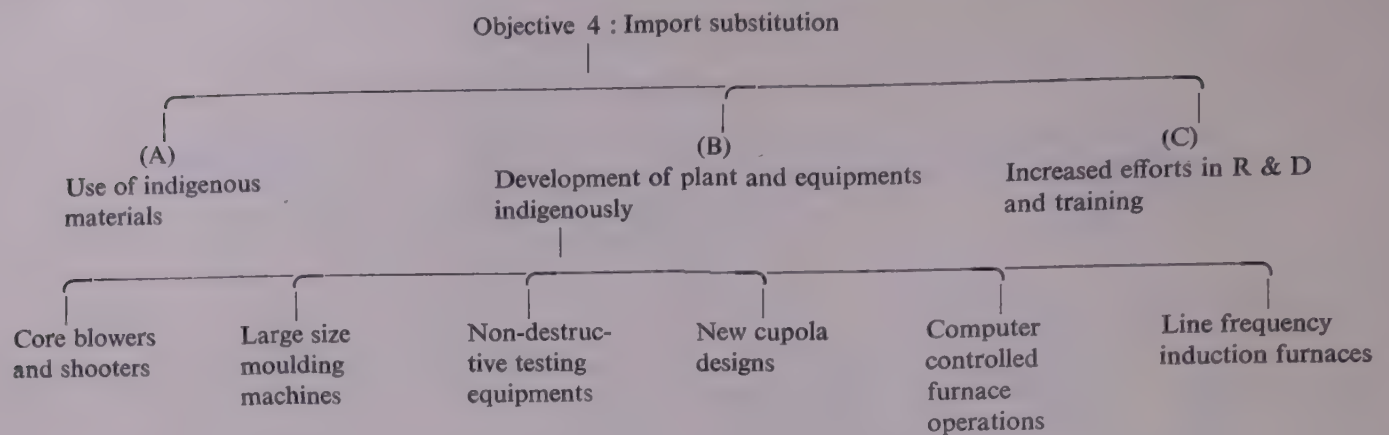 Objective 4 : Import substitution
(A)
Use of indigenous
materials
(B)
Development of plant and equipments
indigenously
(C)
Increased efforts in R & D
and training
Core blowers
and shooters
Large size
moulding
machines
Non-destruc-
tive testing
equipments
New cupola
designs
Computer
controlled
furnace
operations
Line frequency
induction furnaces